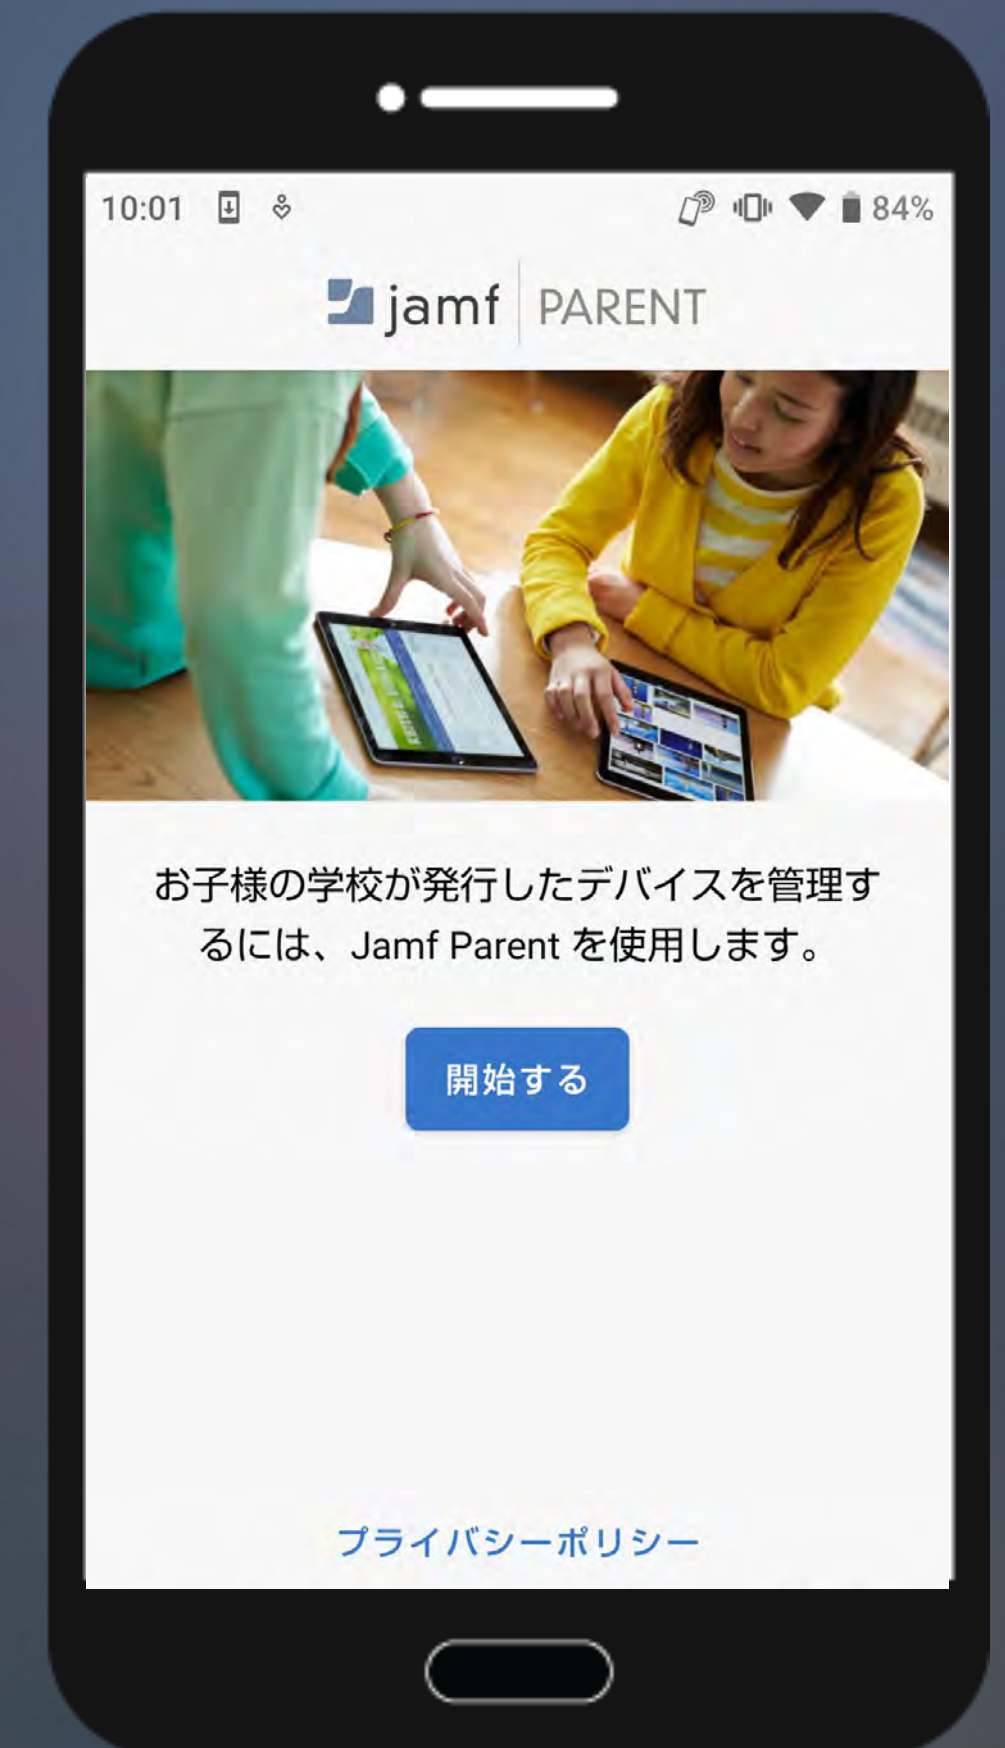 10:01 84%
jamf PARENT
お子様の学校が発行したデバイスを管理す
るには、Jamf Parent を使用します。
開始する
プライバシーポリシー